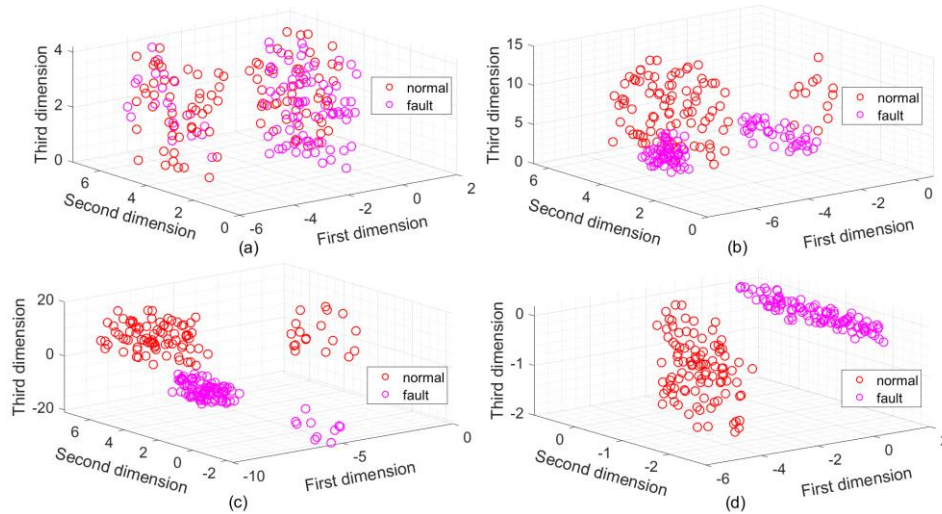 4
2
0
Third dimension
6
4
2
0
Second dimension
-6
-4
-2
0
2
First dimension
normal
fault
(a)
15
10
5
0
Third dimension
6
4
2
0
Second dimension
-6
-4
-2
0
First dimension
normal
fault
(b)
20
0
-20
Third dimension
6
4
2
0
-2
Second dimension
-10
-5
0
First dimension
normal
fault
(c)
0
-1
-2
Third dimension
0
-1
-2
Second dimension
-6
-4
-2
0
2
First dimension
normal
fault
(d)